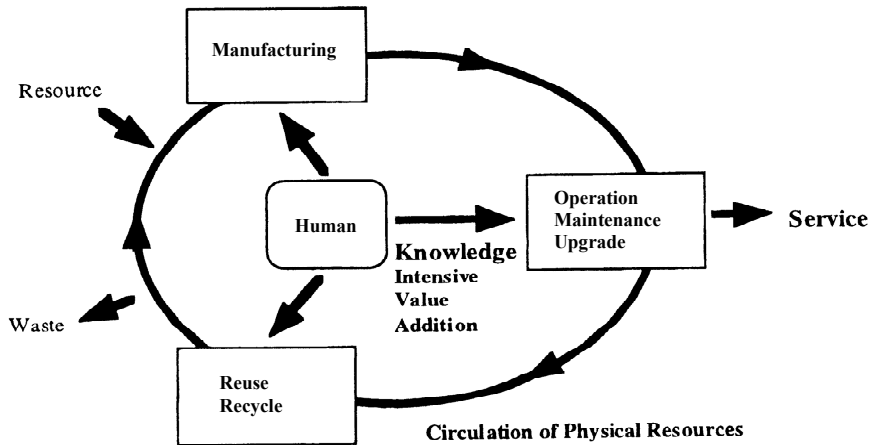 Manufacturing
Resource
Human
Operation
Maintenance
Upgrade
Service
Knowledge
Intensive
Value
Addition
Waste
Reuse
Recycle
Circulation of Physical Resources